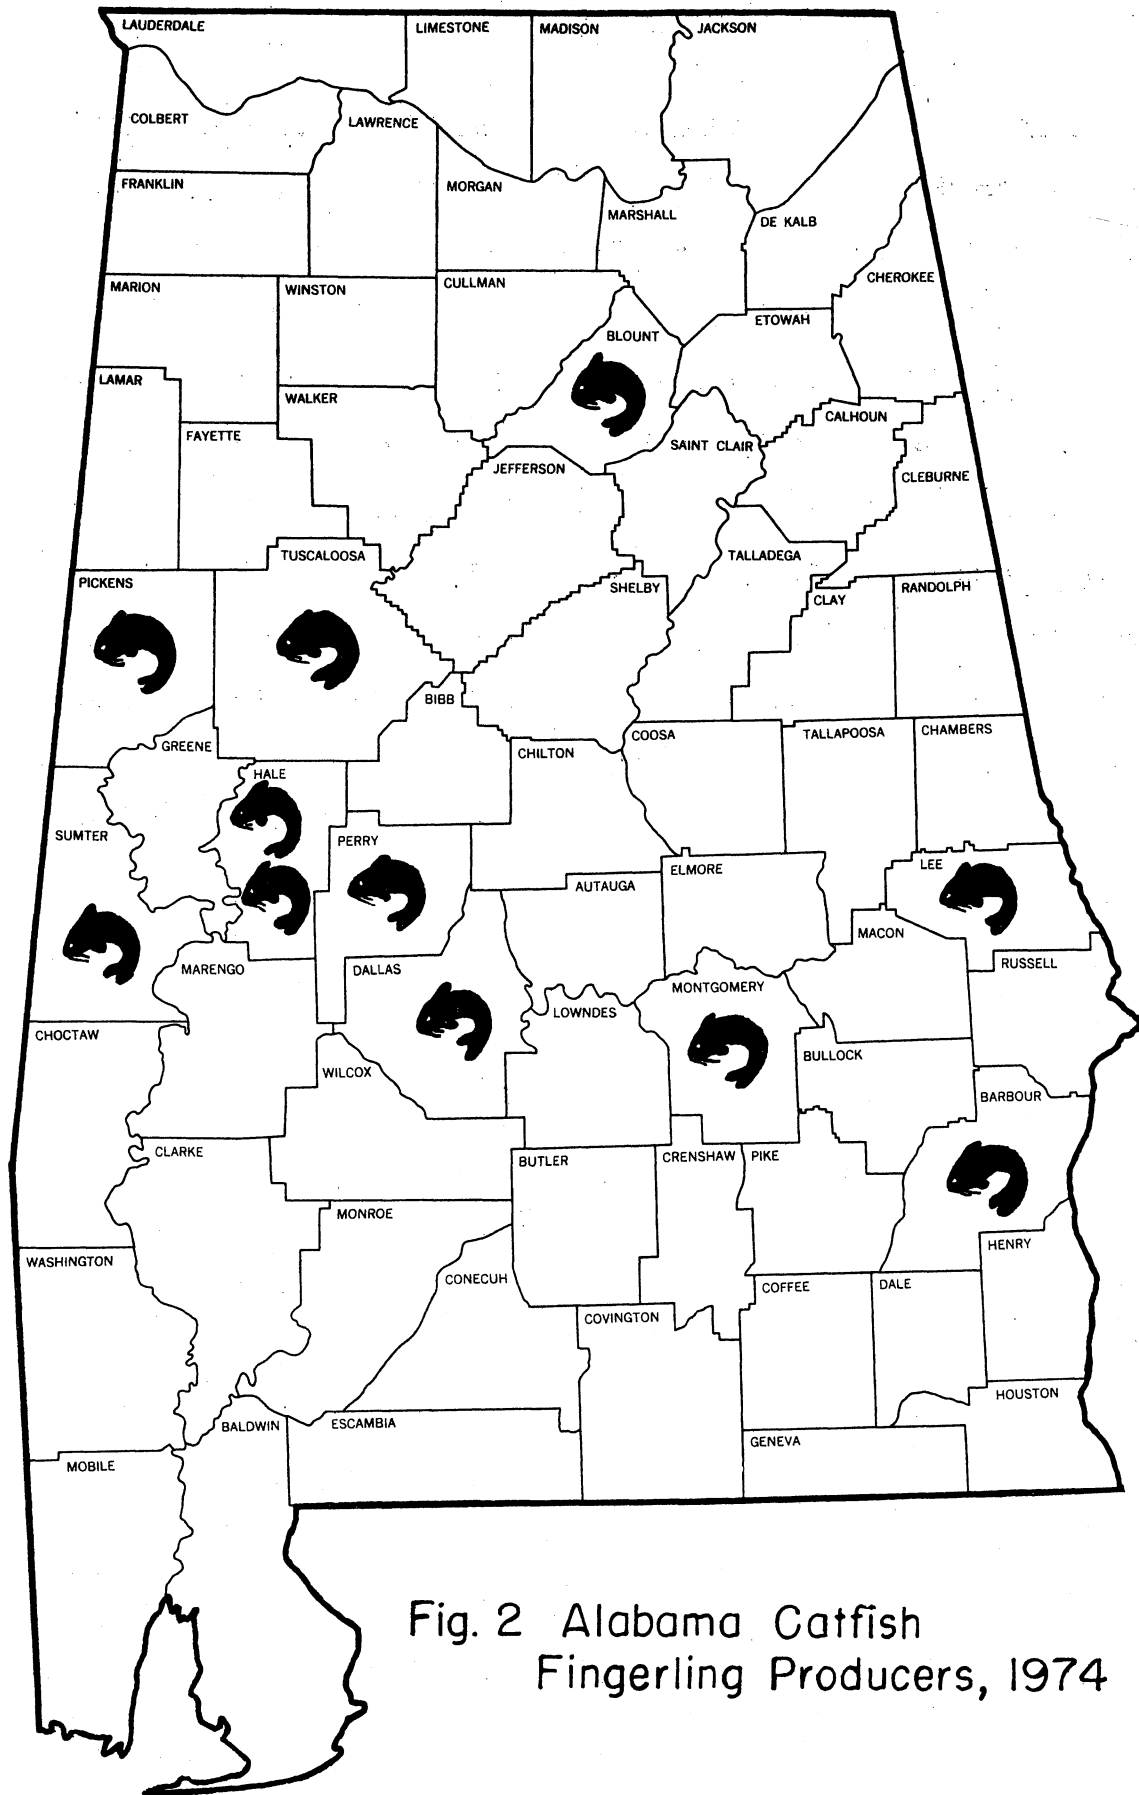 LAUDERDALE
LIMESTONE
MADISON
JACKSON
COLBERT
LAWRENCE
FRANKLIN
MORGAN
MARSHALL
DE KALB
CHEROKEE
MARION
WINSTON
CULLMAN
BLOUNT
ETOWAH
LAMAR
WALKER
FAYETTE
JEFFERSON
SAINT CLAIR
CALHOUN
CLEBURNE
PICKENS
TUSCALOOSA
SHELBY
TALLADEGA
CLAY
RANDOLPH
BIBB
GREENE
HALE
CHILTON
COOSA
TALLAPOOSA
CHAMBERS
SUMTER
PERRY
AUTAUGA
ELMORE
LEE
MACON
RUSSELL
MARENGO
DALLAS
LOWNDES
MONTGOMERY
CHOCTAW
WILCOX
BULLOCK
BARBOUR
CLARKE
BUTLER
CRENSHAW
PIKE
MONROE
HENRY
WASHINGTON
CONECUH
COVINGTON
COFFEE
DALE
HOUSTON
BALDWIN
ESCAMBIA
GENEVA
MOBILE
Fig. 2 Alabama Catfish
Fingerling Producers, 1974